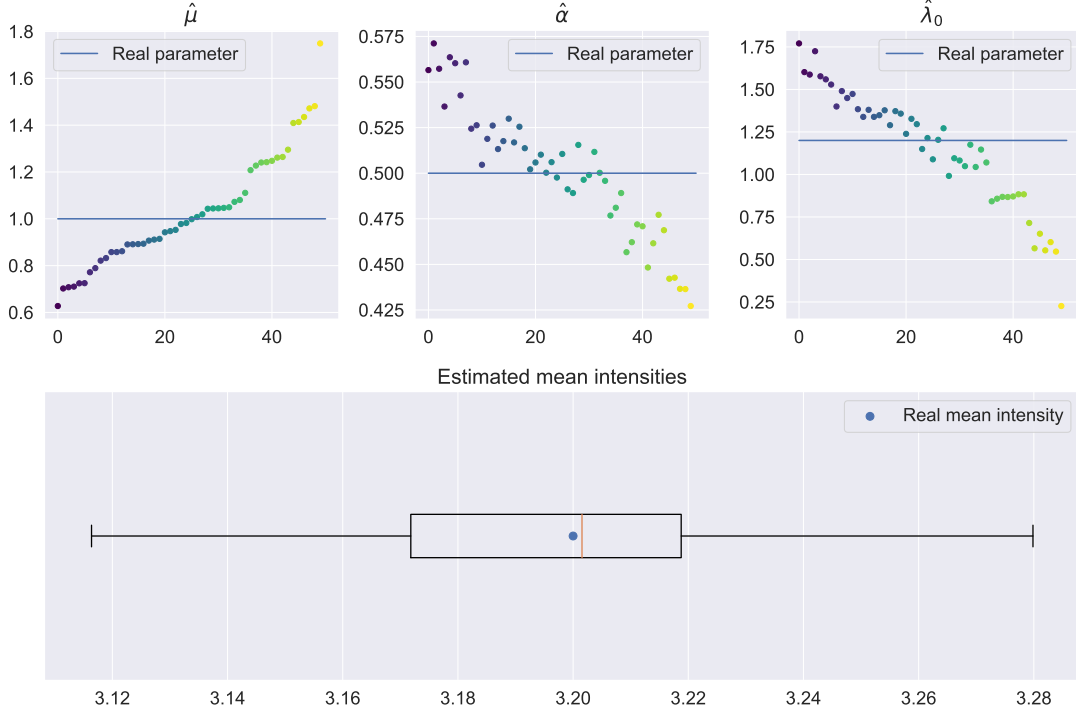 μ̂
α̂
λ̂₀
1.8
1.6
1.4
1.2
1.0
0.8
0.6
Real parameter
0 20 40
0.575
0.550
0.525
0.500
0.475
0.450
0.425
Real parameter
0 20 40
1.75
1.50
1.25
1.00
0.75
0.50
0.25
Real parameter
0 20 40
Estimated mean intensities
Real mean intensity
3.12 3.14 3.16 3.18 3.20 3.22 3.24 3.26 3.28